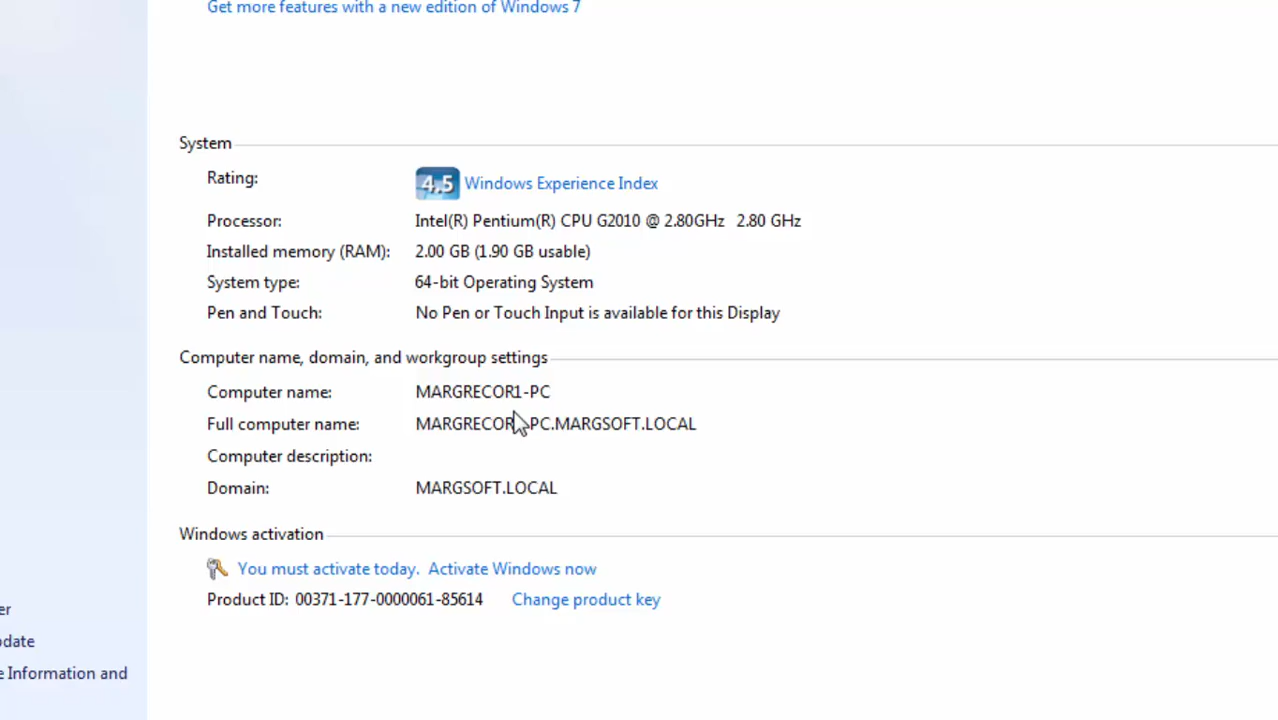 Get more features with a new edition of Windows 7
System
Rating: 4,5 Windows Experience Index
Processor: Intel(R) Pentium(R) CPU G2010 @ 2.80GHz 2.80 GHz
Installed memory (RAM): 2.00 GB (1.90 GB usable)
System type: 64-bit Operating System
Pen and Touch: No Pen or Touch Input is available for this Display
Computer name, domain, and workgroup settings
Computer name: MARGRECOR1-PC
Full computer name: MARGRECOR PC.MARGSOFT.LOCAL
Computer description:
Domain: MARGSOFT.LOCAL
Windows activation
You must activate today. Activate Windows now
Product ID: 00371-177-0000061-85614 Change product key
er
pdate
e Information and